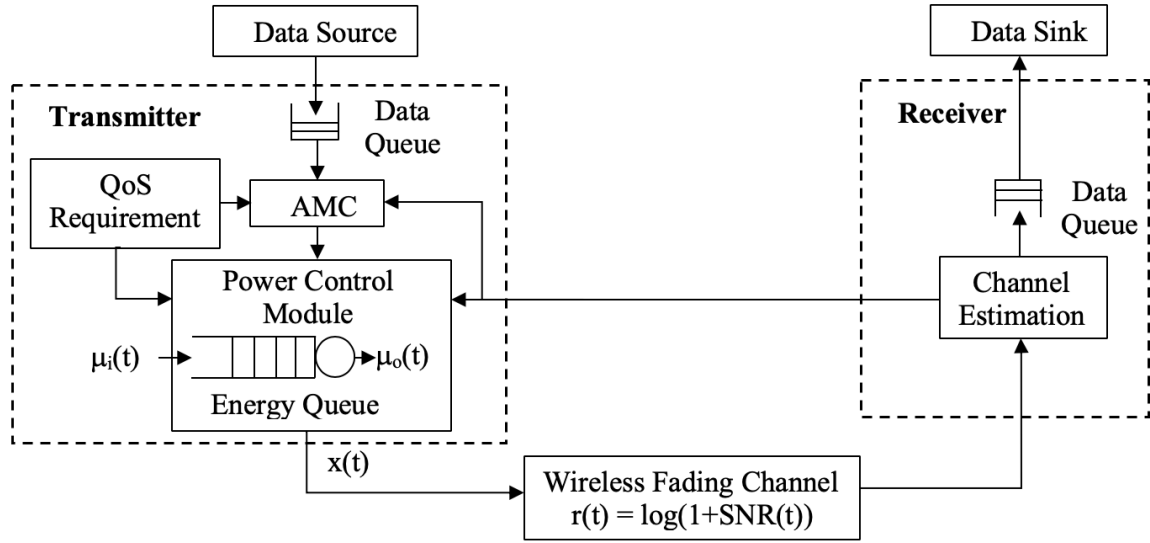 Data Source
Transmitter
Data
Queue
QoS
Requirement
AMC
Power Control
Module
μi(t)
μo(t)
Energy Queue
x(t)
Wireless Fading Channel
r(t) = log(1+SNR(t))
Data Sink
Receiver
Data
Queue
Channel
Estimation